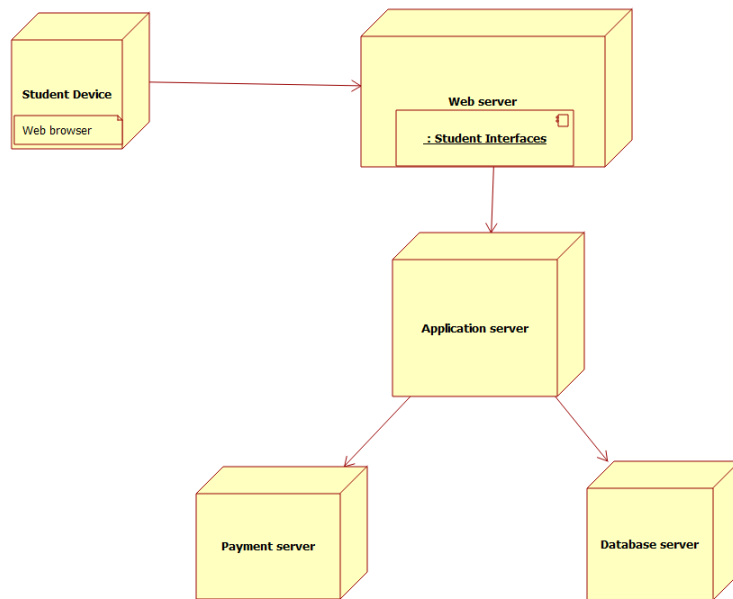 Student Device
Web browser
Web server
: Student Interfaces
Application server
Payment server
Database server